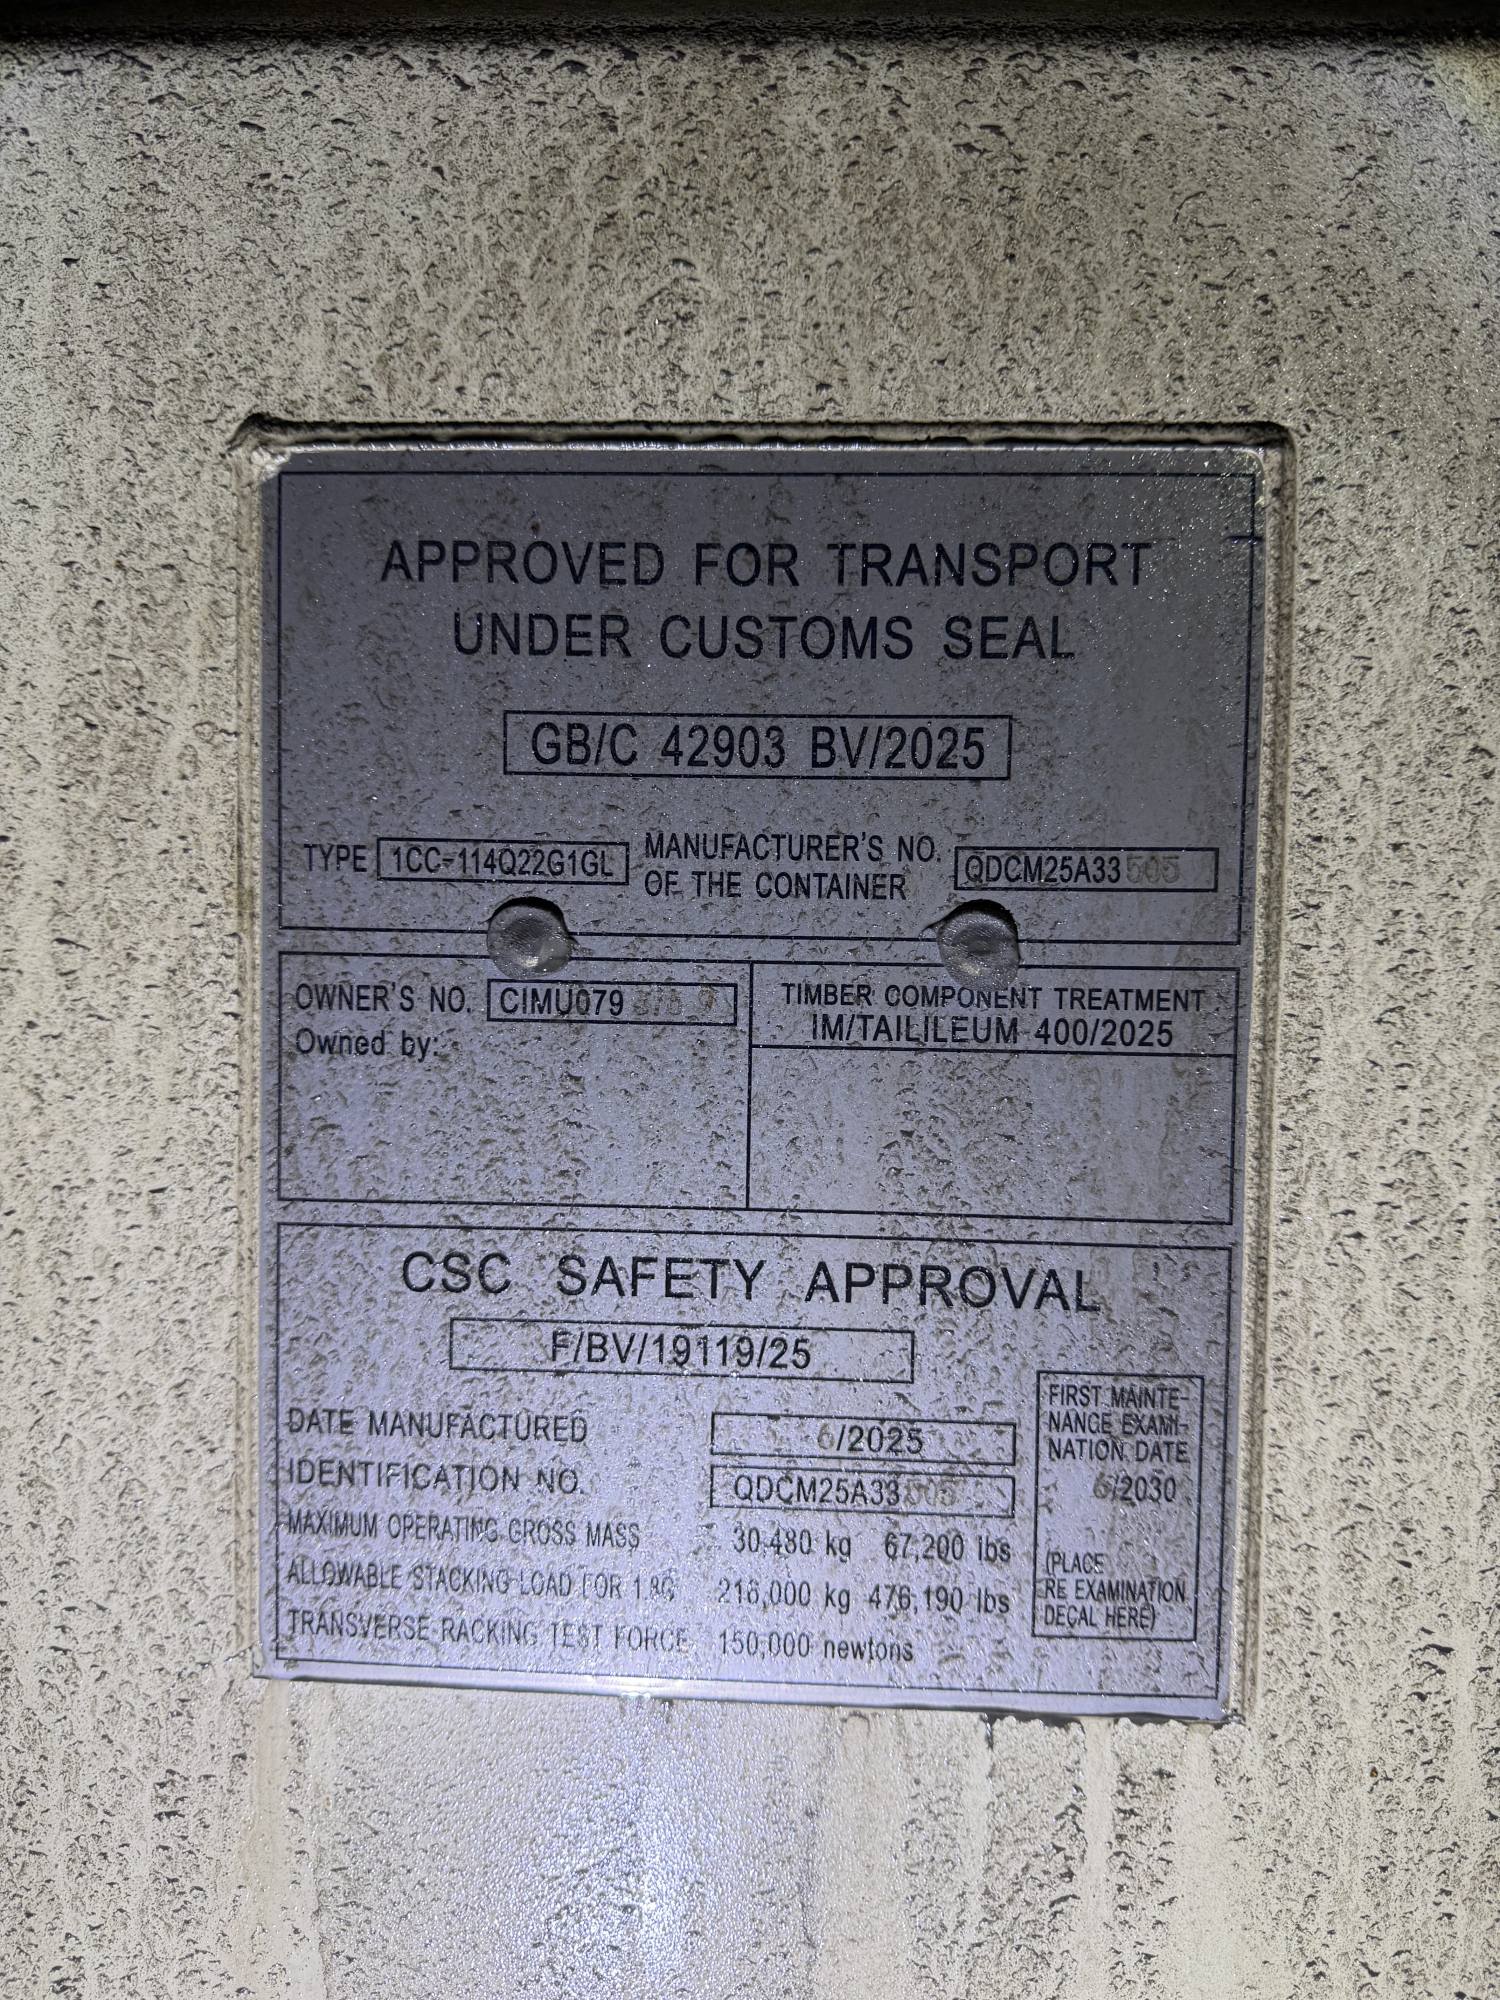 APPROVED FOR TRANSPORT
UNDER CUSTOMS SEAL
GB/C 42903 BV/2025
TYPE 1CC-114Q22G1GL MANUFACTURER'S NO. OF THE CONTAINER QDCM25A33505
OWNER'S NO. CIMU079
Owned by:
TIMBER COMPONENT TREATMENT
IM/TAILILEUM 400/2025
CSC SAFETY APPROVAL
F/BV/19119/25
DATE MANUFACTURED 6/2025
IDENTIFICATION NO. QDCM25A33505
MAXIMUM OPERATING GROSS MASS 30,480 kg 67,200 lbs
ALLOWABLE STACKING LOAD FOR 1.8G 216,000 kg 476,190 lbs
TRANSVERSE RACKING TEST FORCE 150,000 newtons
FIRST MAINTE-
NANCE EXAMI-
NATION DATE
6/2030
(PLACE
RE EXAMINATION
DECAL HERE)